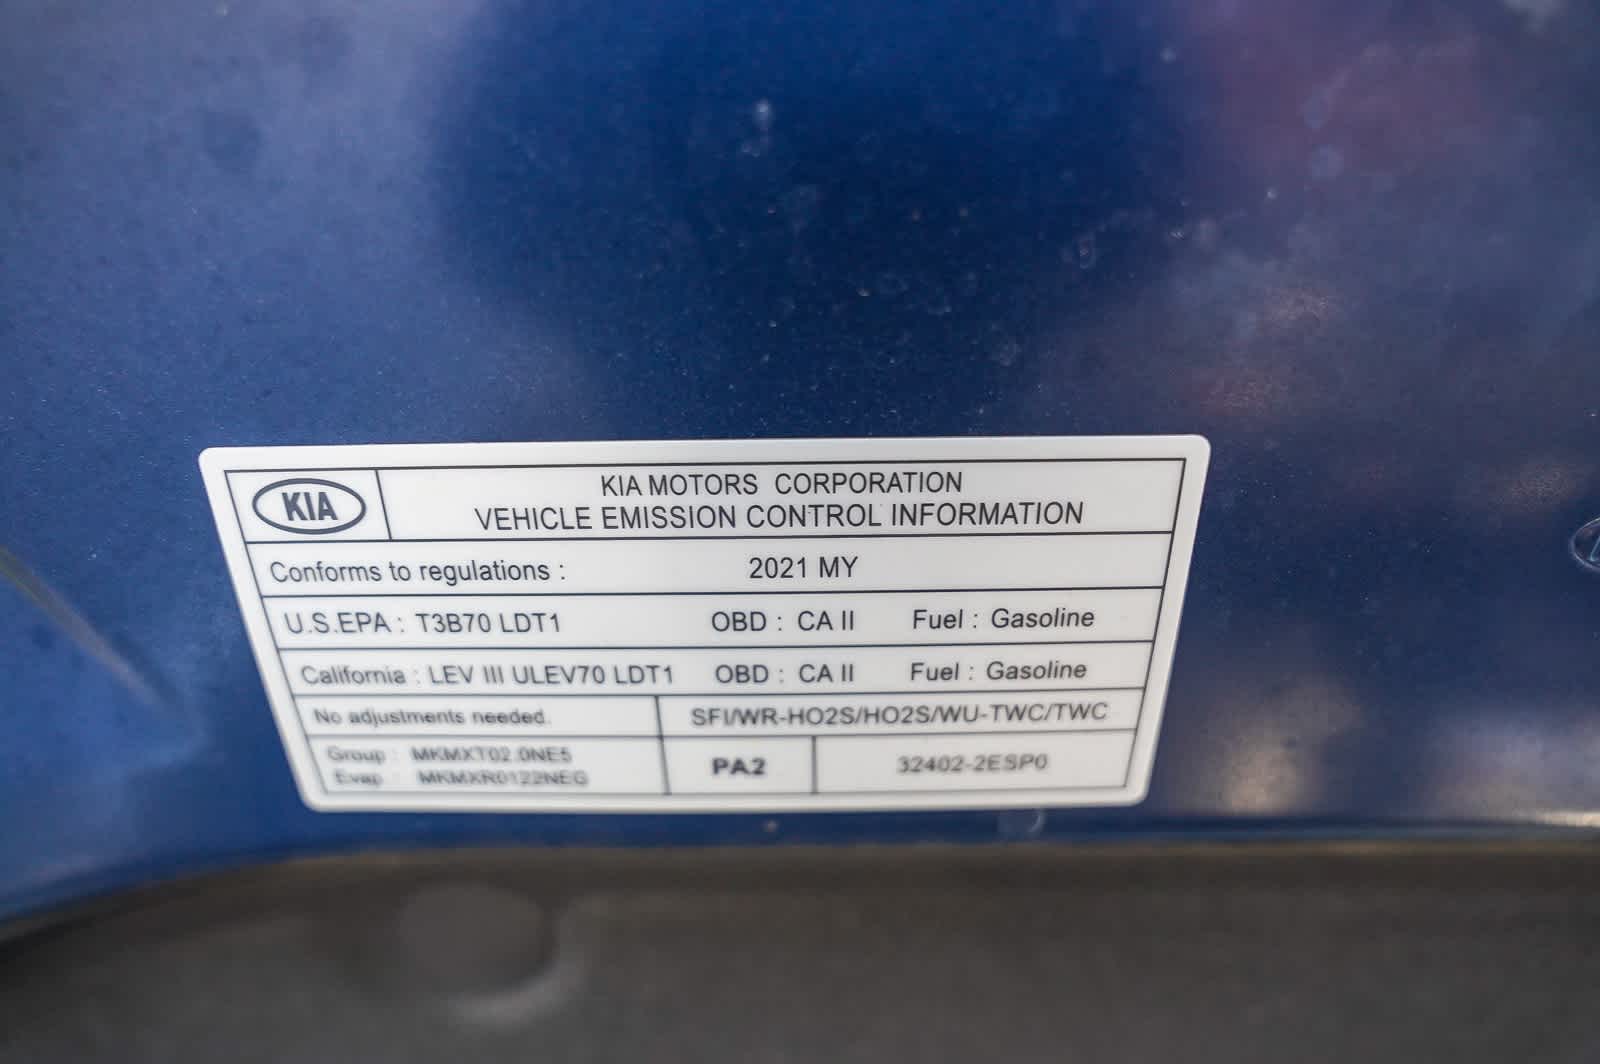 KIA
KIA MOTORS CORPORATION
VEHICLE EMISSION CONTROL INFORMATION
Conforms to regulations : 2021 MY
U.S.EPA : T3B70 LDT1 OBD : CA II Fuel : Gasoline
California : LEV III ULEV70 LDT1 OBD : CA II Fuel : Gasoline
No adjustments needed. SFI/WR-HO2S/HO2S/WU-TWC/TWC
Group : MKMXT02.0NE5
Evap : MKMXR0122NEG
PA2
32402-2ESP0